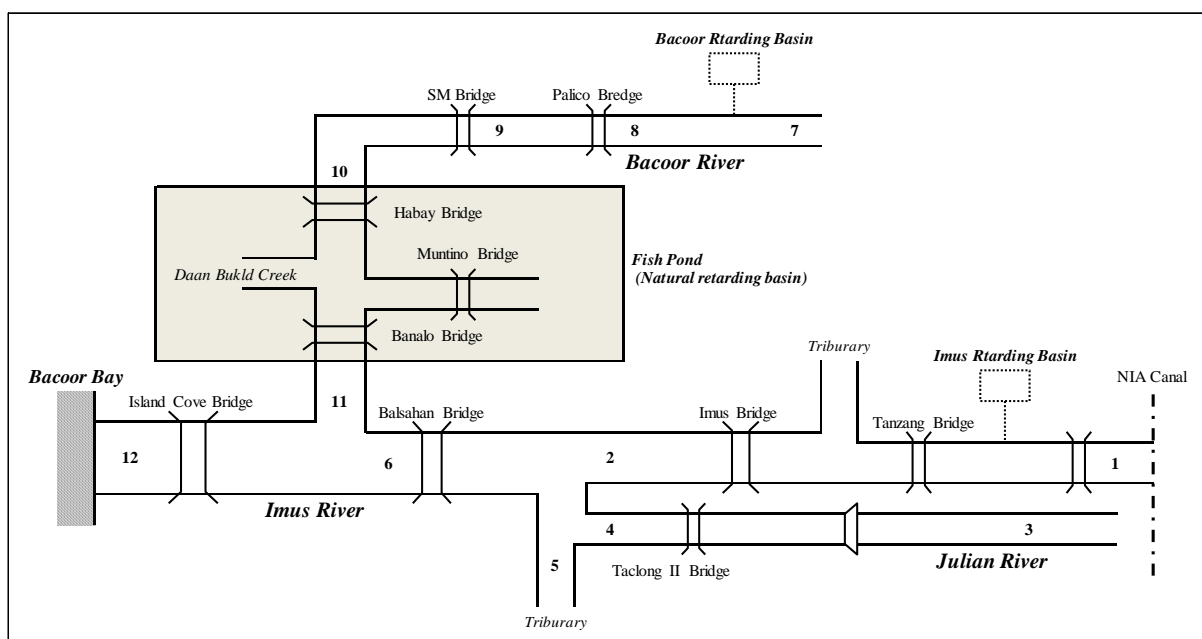 Bacoor Rtarding Basin
SM Bridge
Palico Bredge
9
8
7
Bacoor River
10
Habay Bridge
Muntino Bridge
Daan Bukld Creek
Fish Pond
(Natural retarding basin)
Banalo Bridge
Triburary
Imus Rtarding Basin
NIA Canal
Bacoor Bay
Island Cove Bridge
11
Balsahan Bridge
Imus Bridge
Tanzang Bridge
12
6
2
1
Imus River
4
3
Julian River
5
Taclong II Bridge
Triburary